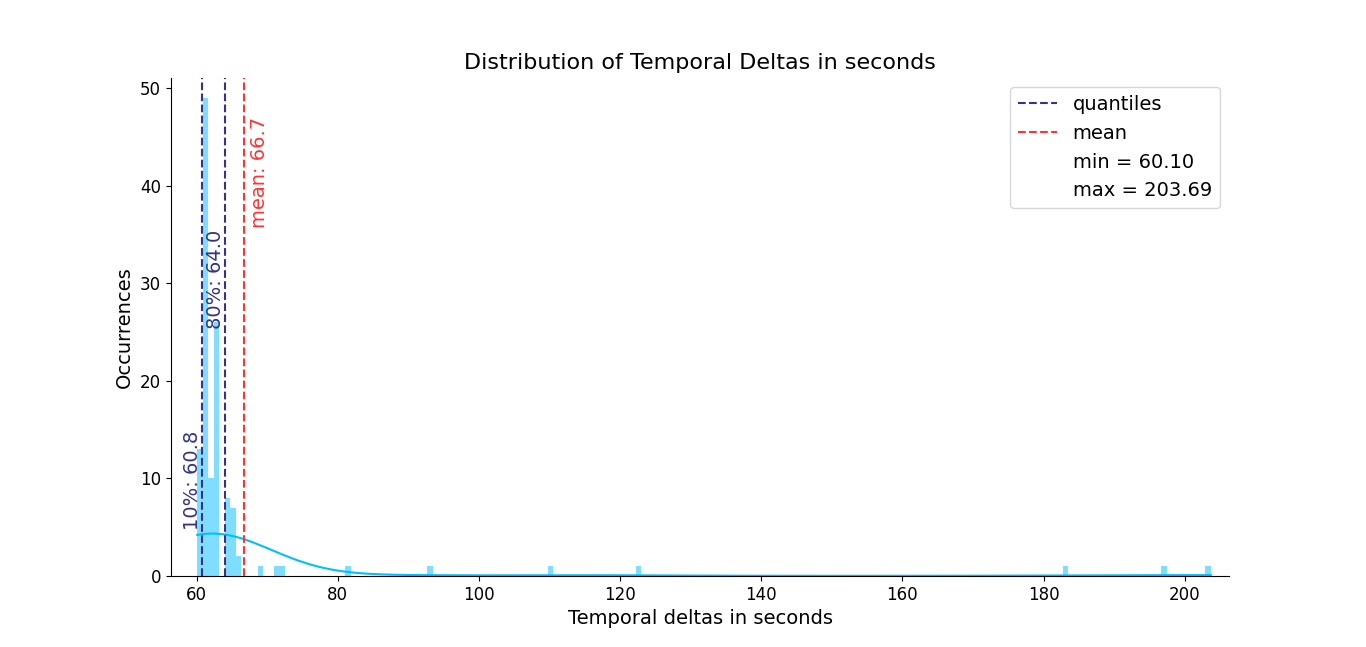 Distribution of Temporal Deltas in seconds
quantiles
mean
min = 60.10
max = 203.69
mean: 66.7
80%: 64.0
10%: 60.8
Occurrences
50
40
30
20
10
0
60 80 100 120 140 160 180 200
Temporal deltas in seconds